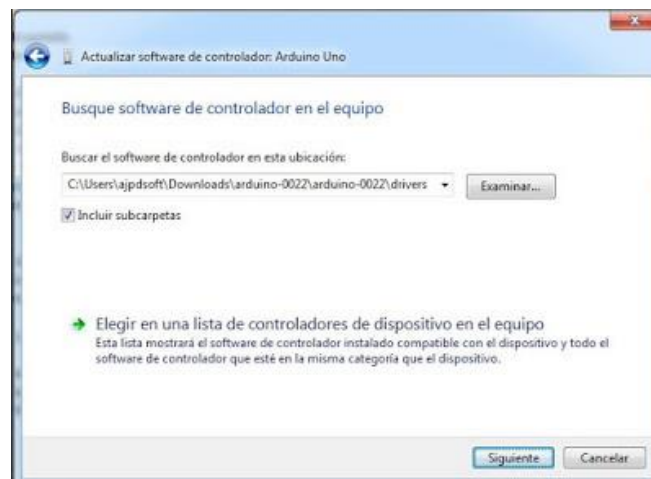 Actualizar software de controlador: Arduino Uno
Busque software de controlador en el equipo
Buscar el software de controlador en esta ubicación:
C:\Users\ajpdsoft\Downloads\arduino-0022\arduino-0022\drivers
Examinar...
Incluir subcarpetas
Elegir en una lista de controladores de dispositivo en el equipo
Esta lista mostrará el software de controlador instalado compatible con el dispositivo y todo el
software de controlador que esté en la misma categoría que el dispositivo.
Siguiente
Cancelar